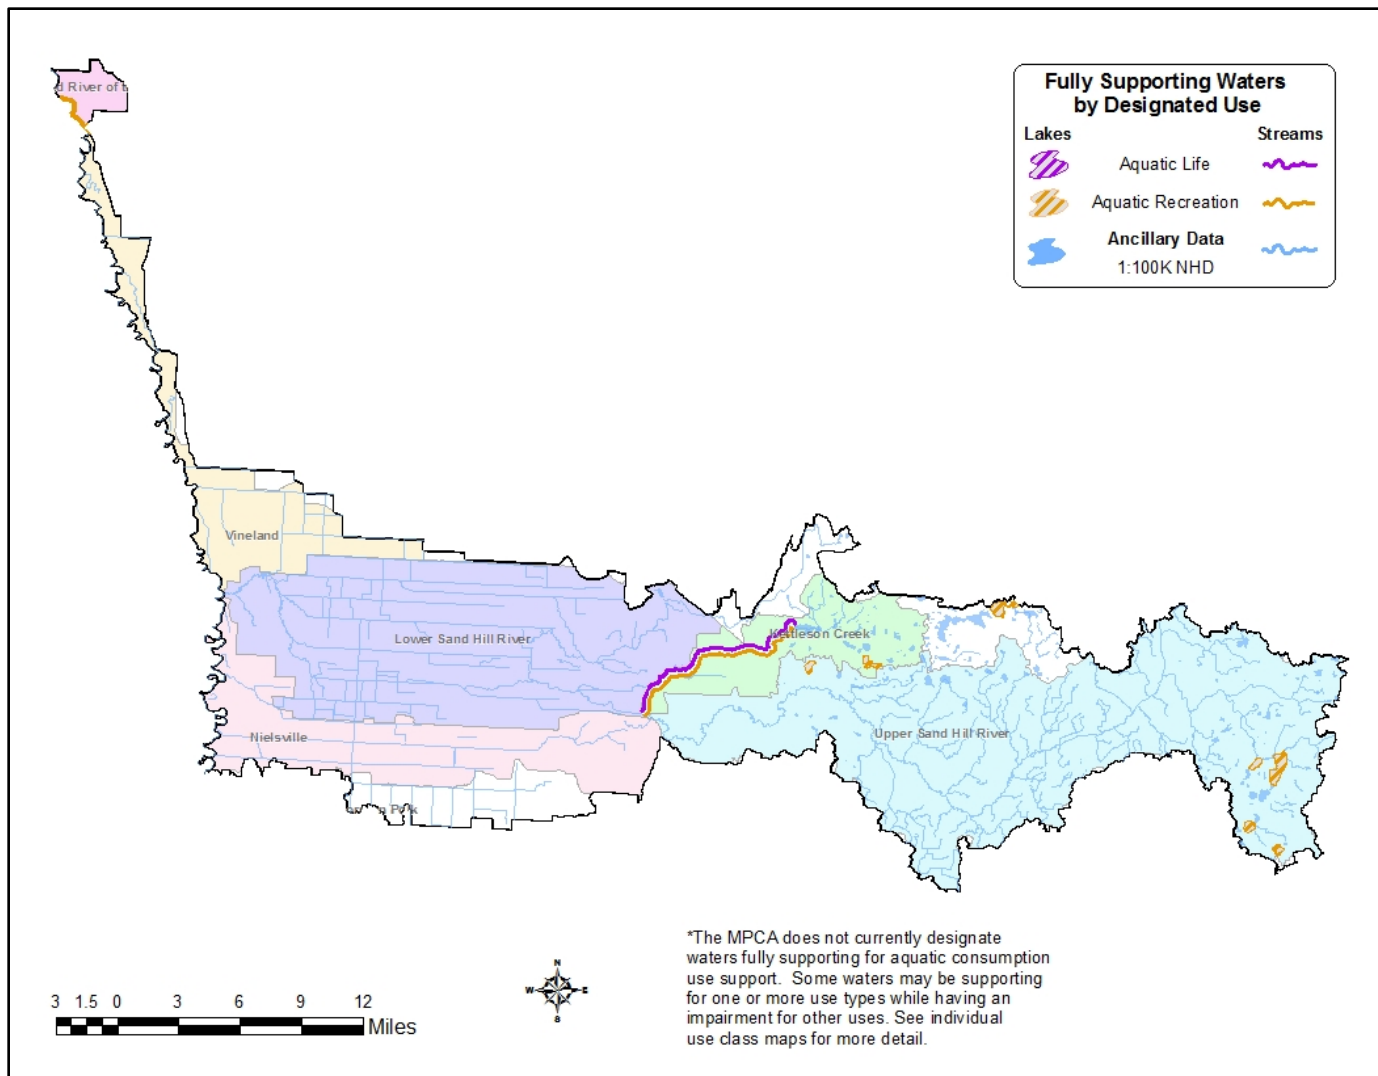 Fully Supporting Waters
by Designated Use
Lakes
Streams
Aquatic Life
Aquatic Recreation
Ancillary Data
1:100K NHD
d River of t
Vineland
Lower Sand Hill River
Kettleson Creek
Nielsville
Upper Sand Hill River
*The MPCA does not currently designate
waters fully supporting for aquatic consumption
use support. Some waters may be supporting
for one or more use types while having an
impairment for other uses. See individual
use class maps for more detail.
N
W E
S
3 1.5 0 3 6 9 12
Miles